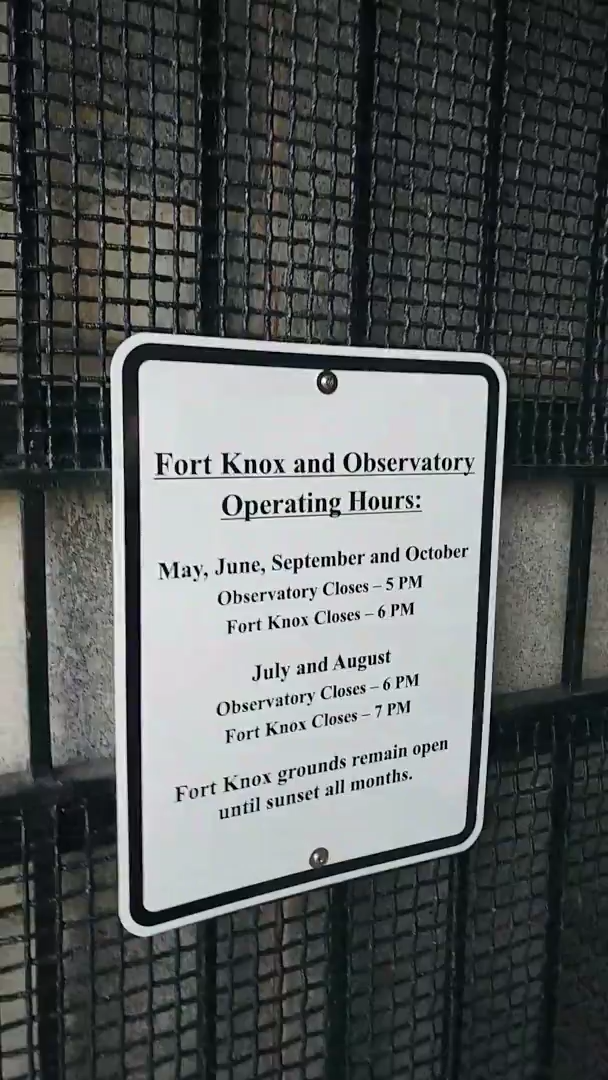 Fort Knox and Observatory
Operating Hours:
May, June, September and October
Observatory Closes – 5 PM
Fort Knox Closes – 6 PM
July and August
Observatory Closes – 6 PM
Fort Knox Closes – 7 PM
Fort Knox grounds remain open
until sunset all months.